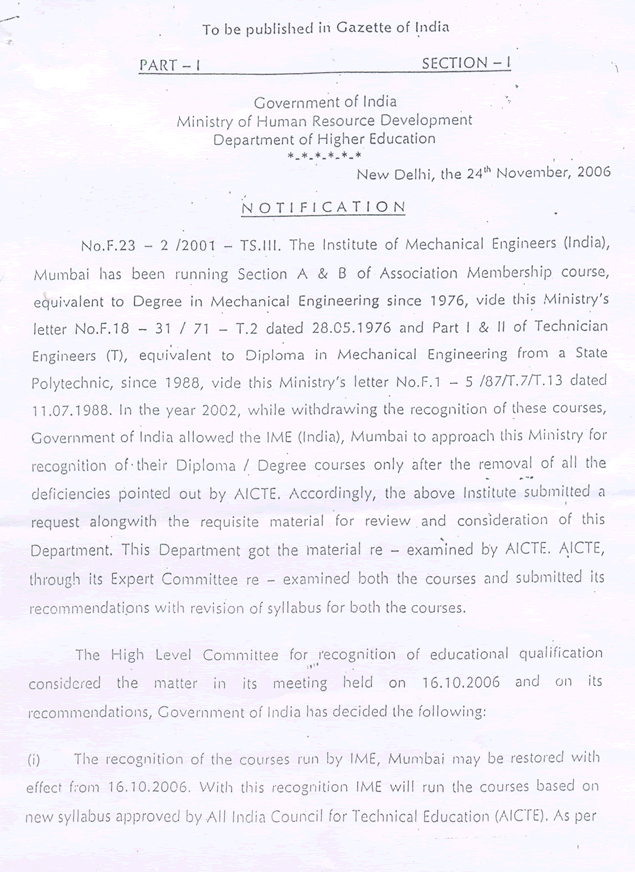 To be published in Gazette of India
PART – I SECTION – I
Government of India
Ministry of Human Resource Development
Department of Higher Education
*-*-*-*-*-*
New Delhi, the 24th November, 2006
NOTIFICATION
No.F.23 – 2 /2001 – TS.III. The Institute of Mechanical Engineers (India),
Mumbai has been running Section A & B of Association Membership course,
equivalent to Degree in Mechanical Engineering since 1976, vide this Ministry's
letter No.F.18 – 31 / 71 – T.2 dated 28.05.1976 and Part I & II of Technician
Engineers (T), equivalent to Diploma in Mechanical Engineering from a State
Polytechnic, since 1988, vide this Ministry's letter No.F.1 – 5 /87/T.7/T.13 dated
11.07.1988. In the year 2002, while withdrawing the recognition of these courses,
Government of India allowed the IME (India), Mumbai to approach this Ministry for
recognition of their Diploma / Degree courses only after the removal of all the
deficiencies pointed out by AICTE. Accordingly, the above Institute submitted a
request alongwith the requisite material for review and consideration of this
Department. This Department got the material re – examined by AICTE. AICTE,
through its Expert Committee re – examined both the courses and submitted its
recommendations with revision of syllabus for both the courses.
The High Level Committee for recognition of educational qualification
considered the matter in its meeting held on 16.10.2006 and on its
recommendations, Government of India has decided the following:
(i) The recognition of the courses run by IME, Mumbai may be restored with
effect from 16.10.2006. With this recognition IME will run the courses based on
new syllabus approved by All India Council for Technical Education (AICTE). As per